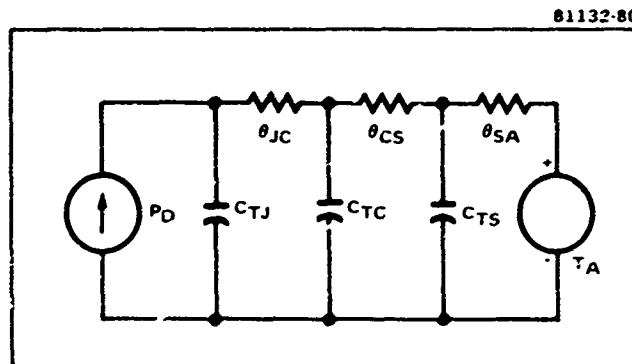 81132-80
θJC
θCS
θSA
+
PD
CTJ
CTC
CTS
-
TA